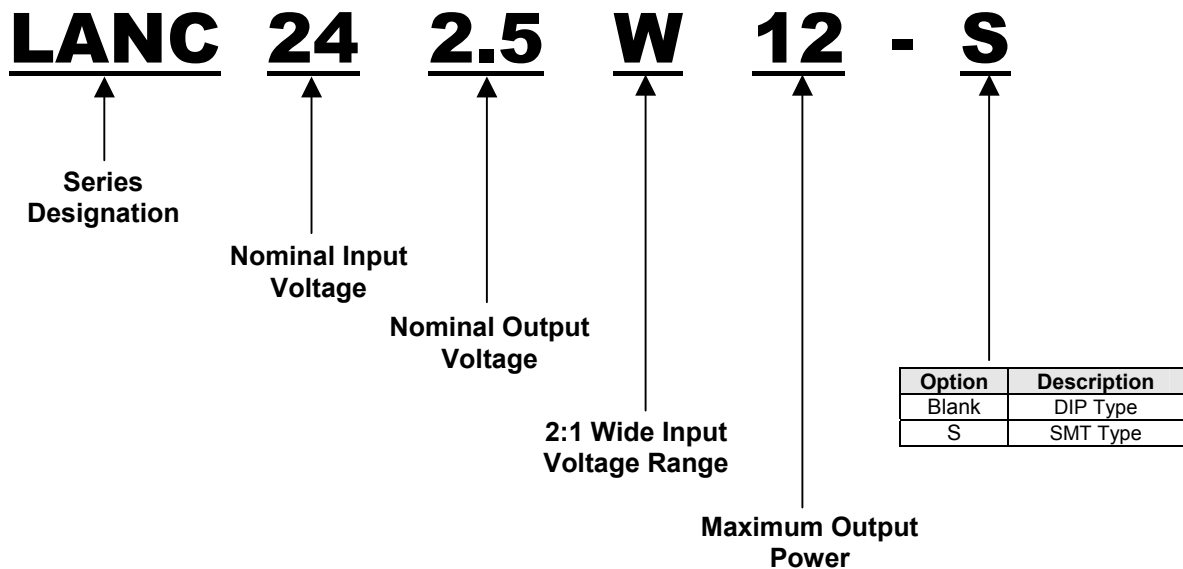 LANC 24 2.5 W 12 - S
Series
Designation
Nominal Input
Voltage
Nominal Output
Voltage
2:1 Wide Input
Voltage Range
Maximum Output
Power
Option Description
Blank DIP Type
S SMT Type